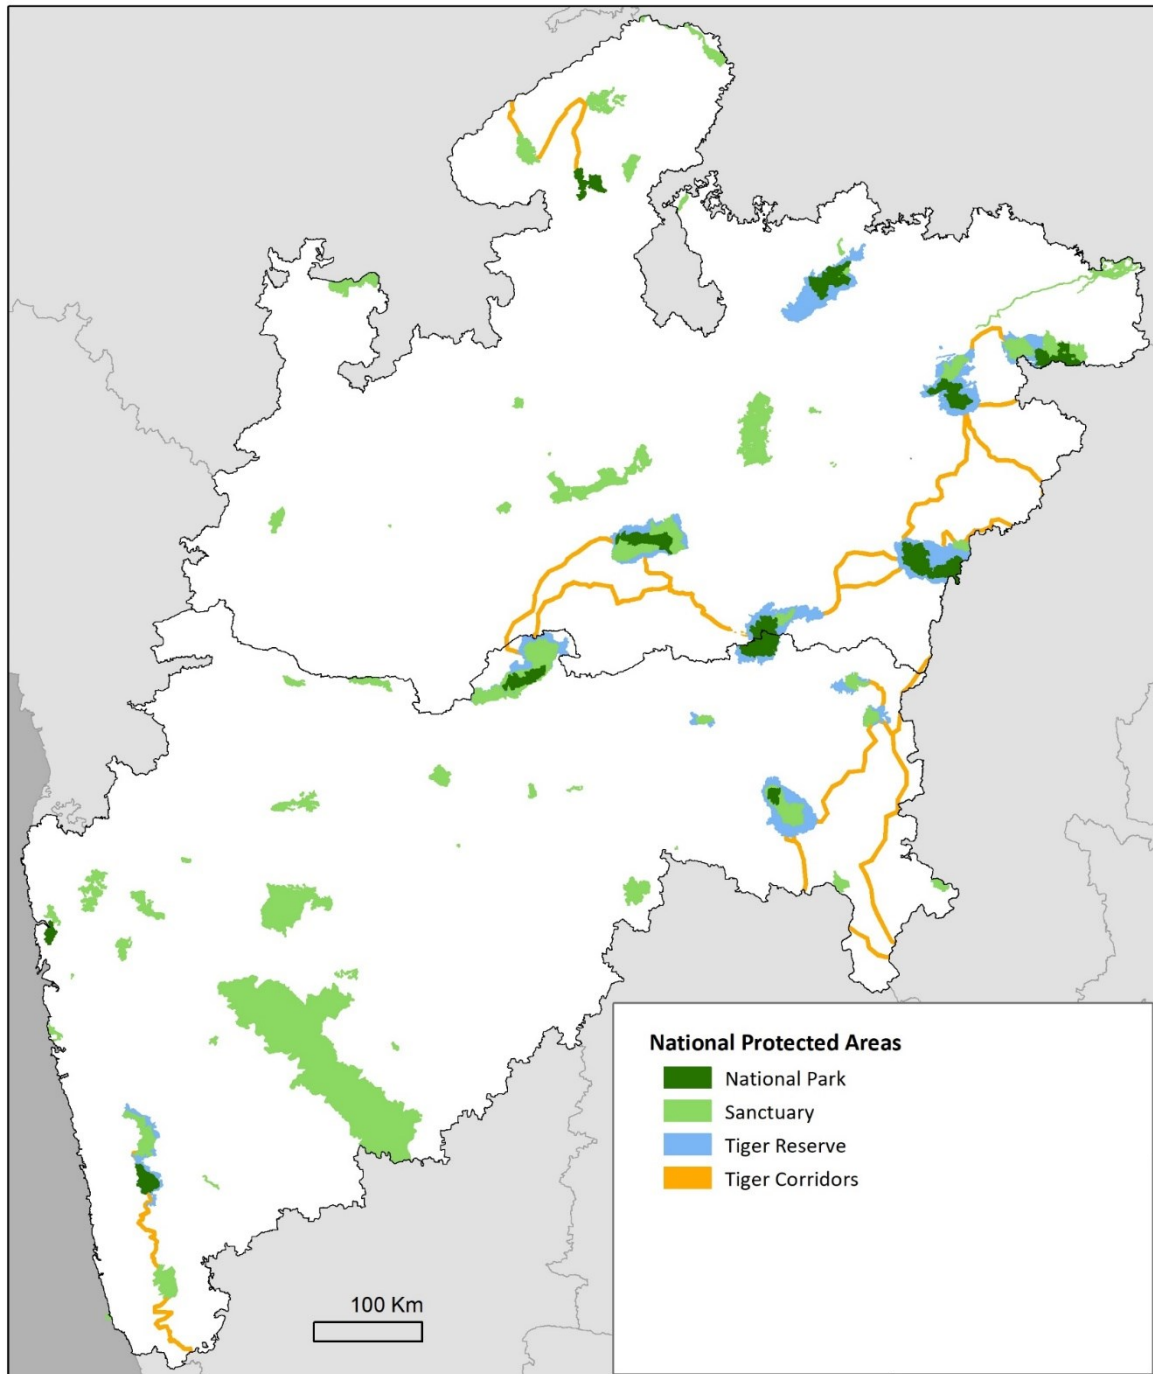 100 Km
National Protected Areas
National Park
Sanctuary
Tiger Reserve
Tiger Corridors